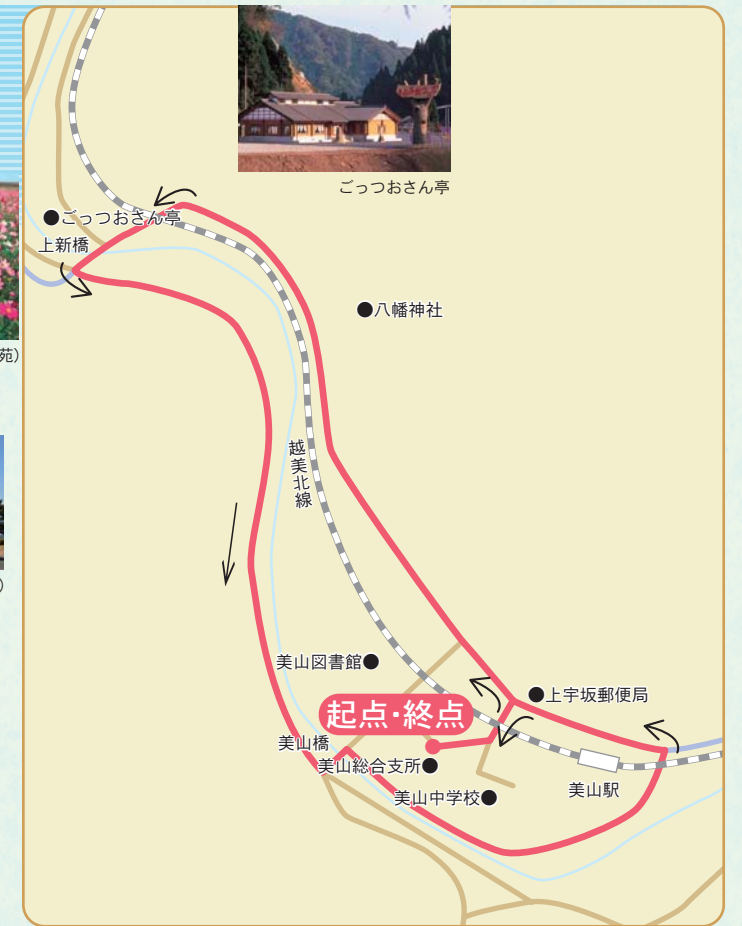 ごっつおさん亭
●ごっつおさん亭
上新橋
苑）
●八幡神社
越美北線
）
美山図書館●
●上宇坂郵便局
起点・終点
美山橋
美山総合支所●
美山駅
美山中学校●